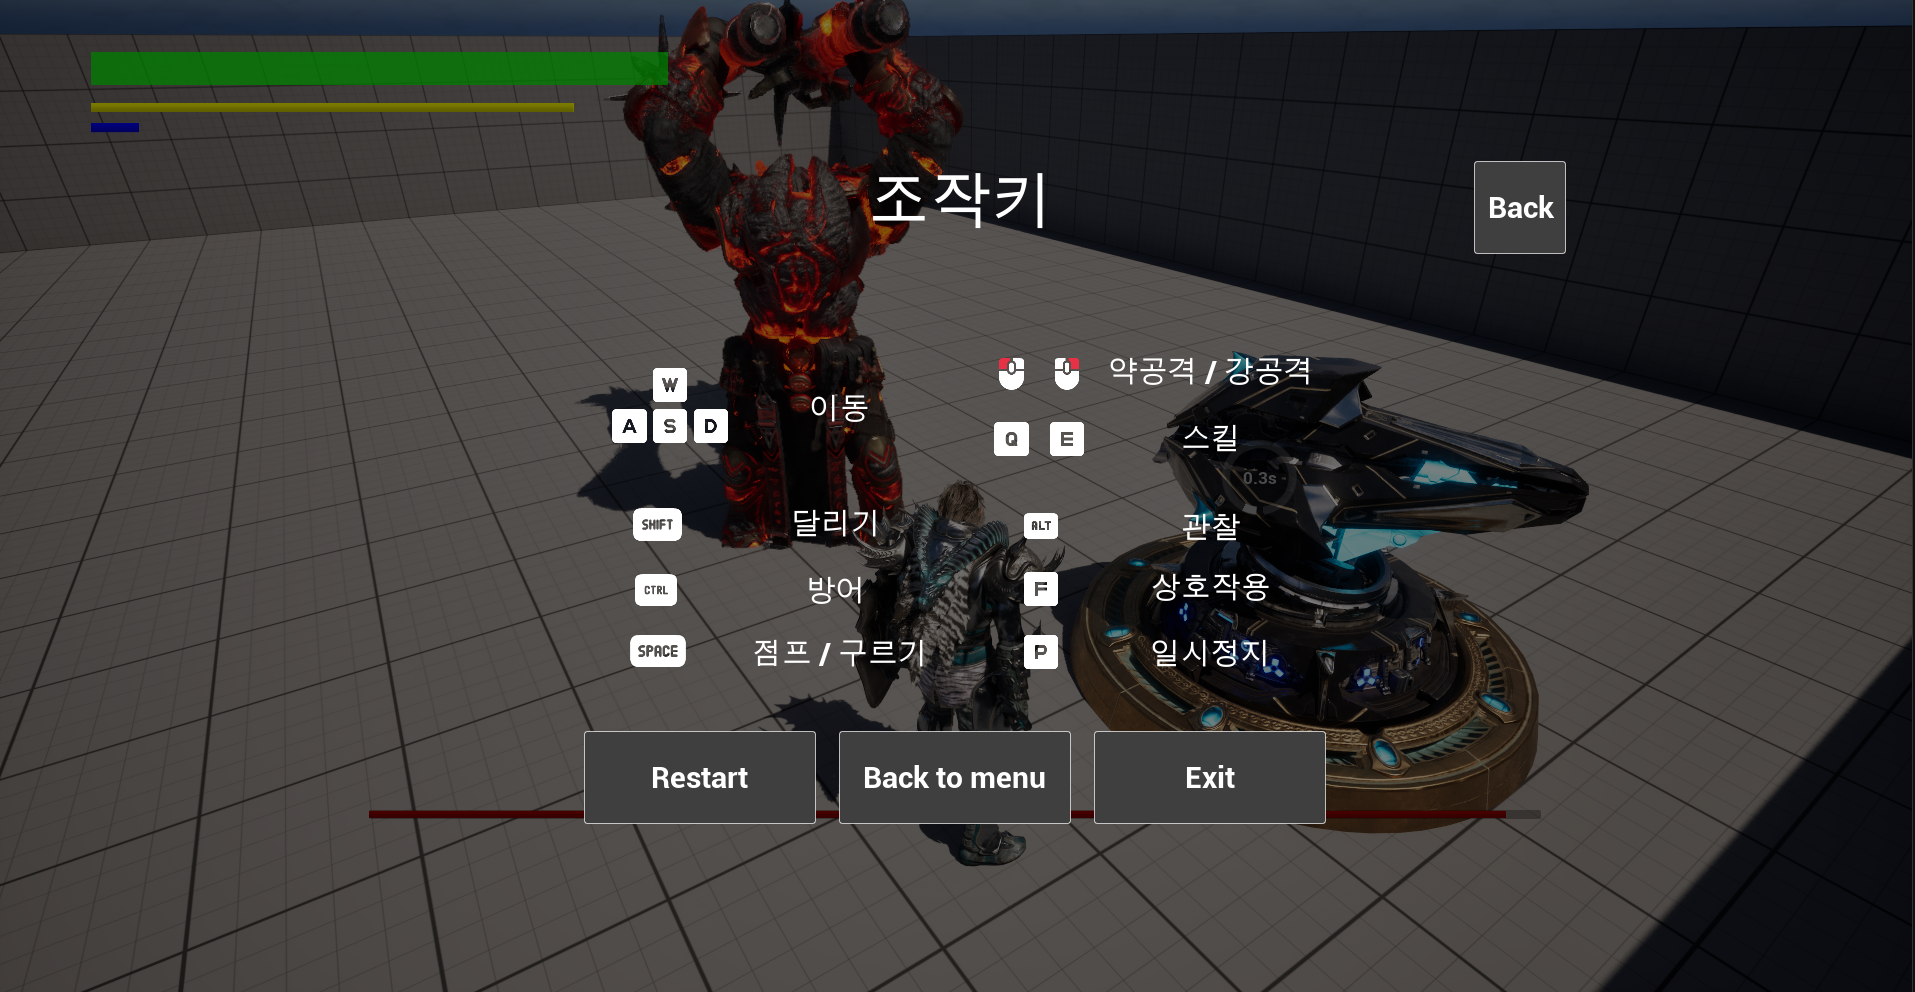 조작키
Back
W
A S D
이동
약공격 / 강공격
Q E
스킬
0.3s
SHIFT
달리기
ALT
관찰
CTRL
방어
F
상호작용
SPACE
점프 / 구르기
P
일시정지
Restart
Back to menu
Exit